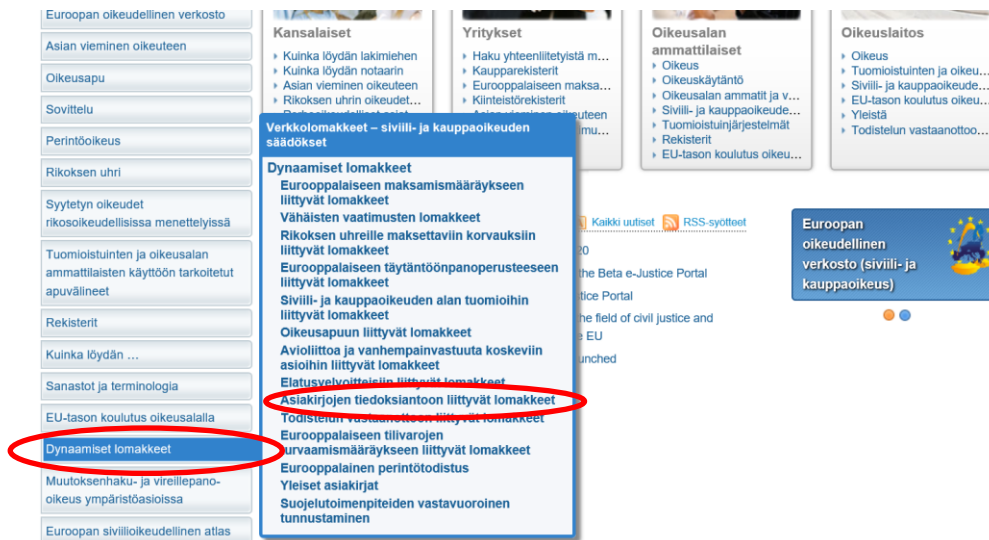 Euroopan oikeudellinen verkosto
Asian vieminen oikeuteen
Oikeusapu
Sovittelu
Perintöoikeus
Rikoksen uhri
Syytetyn oikeudet
rikosoikeudellisissa menettelyissä
Tuomioistuinten ja oikeusalan
ammattilaisten käyttöön tarkoitetut
apuvälineet
Rekisterit
Kuinka löydän ...
Sanastot ja terminologia
EU-tason koulutus oikeusalalla
Dynaamiset lomakkeet
Muutoksenhaku- ja vireillepano-
oikeus ympäristöasioissa
Euroopan siviilioikeudellinen atlas
Kansalaiset
Kuinka löydän lakimiehen
Kuinka löydän notaarin
Asian vieminen oikeuteen
Rikoksen uhrin oikeudet...
Yritykset
Haku yhteenliitetyistä m...
Kaupparekisterit
Eurooppalaiseen maksa...
Kiinteistörekisterit
Oikeusalan
ammattilaiset
Oikeus
Oikeuskäytäntö
Oikeusalan ammatit ja v...
Siviili- ja kauppaoikeude...
Tuomioistuinjärjestelmät
Rekisterit
EU-tason koulutus oikeu...
Oikeuslaitos
Oikeus
Tuomioistuinten ja oikeu...
Siviili- ja kauppaoikeude...
EU-tason koulutus oikeu...
Yleistä
Todistelun vastaanottoo...
Verkkolomakkeet – siviili- ja kauppaoikeuden
säädökset
Dynaamiset lomakkeet
Eurooppalaiseen maksamismääräykseen
liittyvät lomakkeet
Vähäisten vaatimusten lomakkeet
Rikoksen uhreille maksettaviin korvauksiin
liittyvät lomakkeet
Eurooppalaiseen täytäntöönpanoperusteeseen
liittyvät lomakkeet
Siviili- ja kauppaoikeuden alan tuomioihin
liittyvät lomakkeet
Oikeusapuun liittyvät lomakkeet
Avioliittoa ja vanhempainvastuuta koskeviin
asioihin liittyvät lomakkeet
Elatusvelvoitteisiin liittyvät lomakkeet
Asiakirjojen tiedoksiantoon liittyvät lomakkeet
Todistelun vastaanottoon liittyvät lomakkeet
Eurooppalaiseen tilivarojen
turvaamismääräykseen liittyvät lomakkeet
Eurooppalainen perintötodistus
Yleiset asiakirjat
Suojelutoimenpiteiden vastavuoroinen
tunnustaminen
Kaikki uutiset RSS-syötteet
20
the Beta e-Justice Portal
tice Portal
he field of civil justice and
e EU
unched
Euroopan
oikeudellinen
verkosto (siviili- ja
kauppaoikeus)